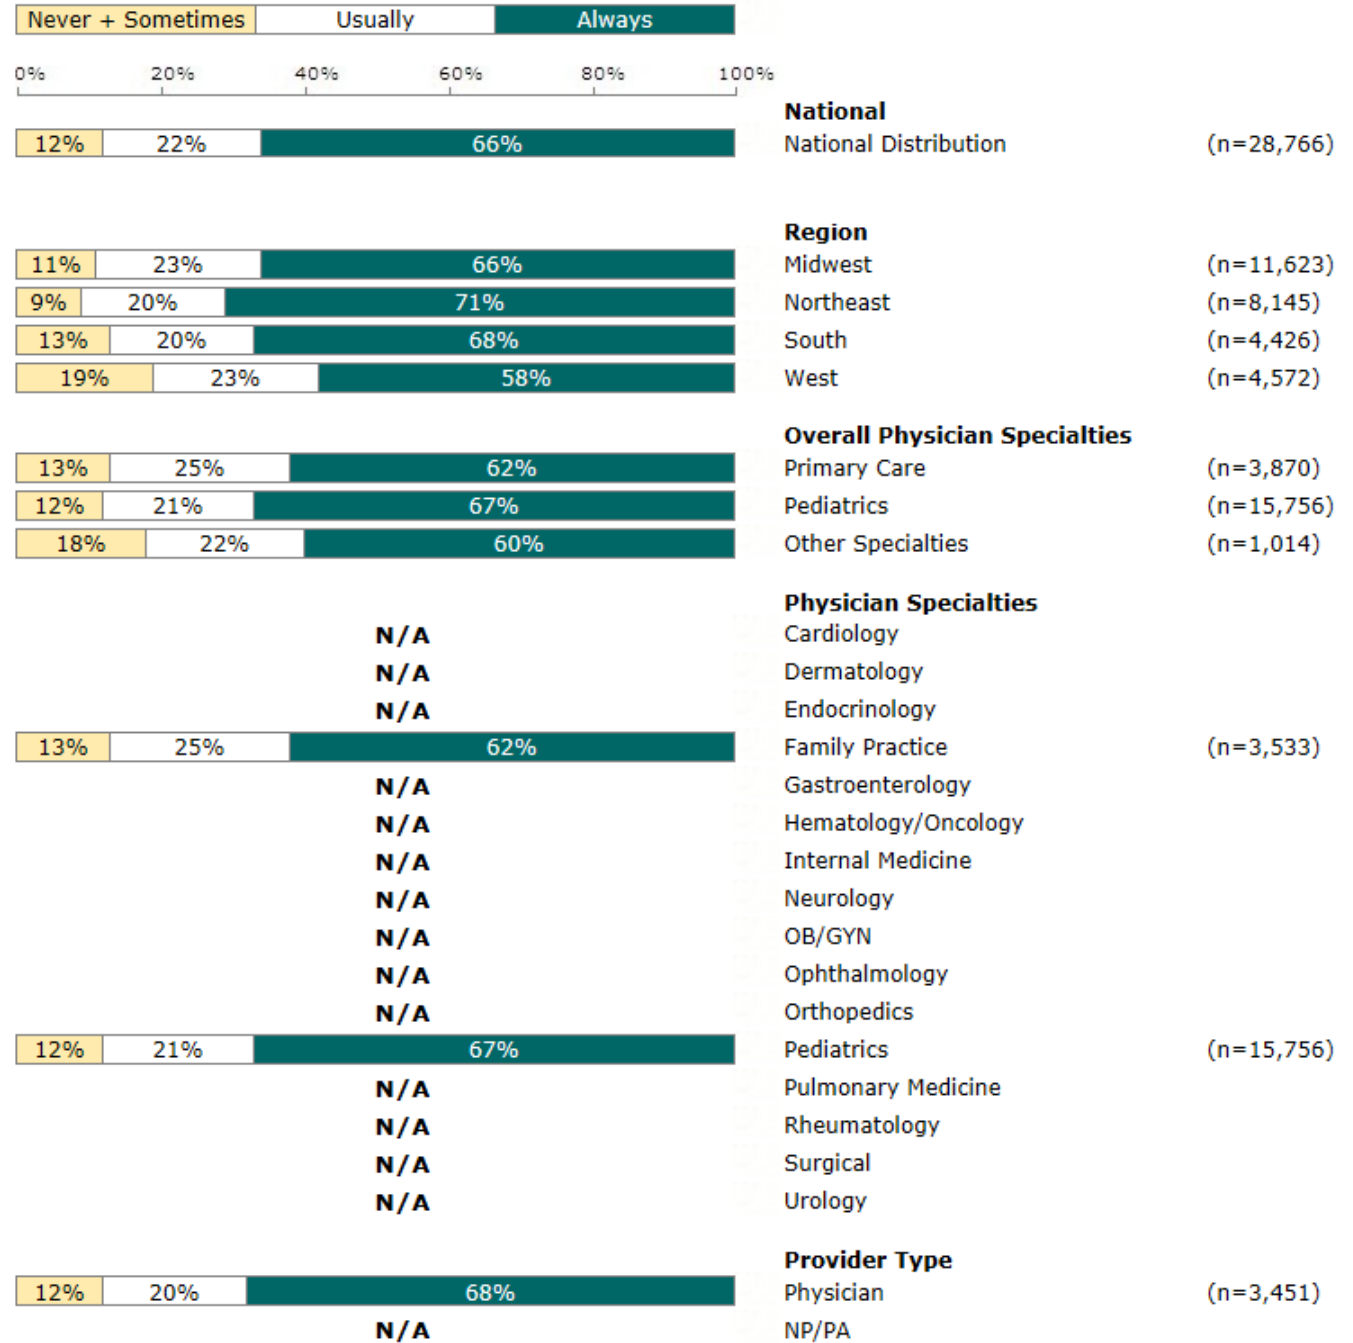 Never + Sometimes Usually Always
0% 20% 40% 60% 80% 100%
National
12% 22% 66% National Distribution (n=28,766)
Region
11% 23% 66% Midwest (n=11,623)
9% 20% 71% Northeast (n=8,145)
13% 20% 68% South (n=4,426)
19% 23% 58% West (n=4,572)
Overall Physician Specialties
13% 25% 62% Primary Care (n=3,870)
12% 21% 67% Pediatrics (n=15,756)
18% 22% 60% Other Specialties (n=1,014)
Physician Specialties
N/A Cardiology
N/A Dermatology
N/A Endocrinology
13% 25% 62% Family Practice (n=3,533)
N/A Gastroenterology
N/A Hematology/Oncology
N/A Internal Medicine
N/A Neurology
N/A OB/GYN
N/A Ophthalmology
N/A Orthopedics
12% 21% 67% Pediatrics (n=15,756)
N/A Pulmonary Medicine
N/A Rheumatology
N/A Surgical
N/A Urology
Provider Type
12% 20% 68% Physician (n=3,451)
N/A NP/PA